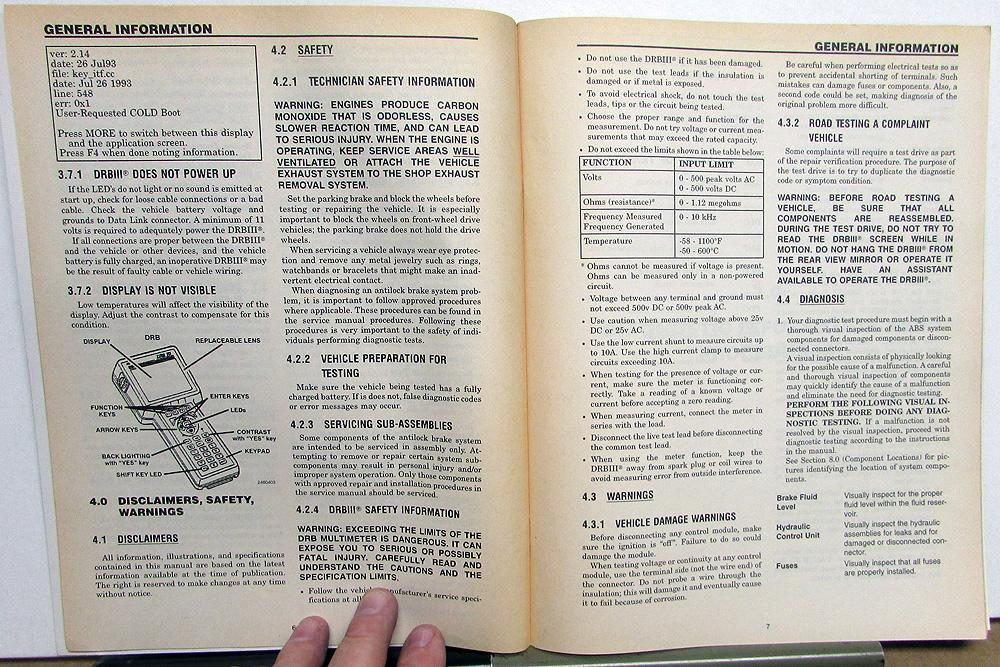 GENERAL INFORMATION
ver: 2.14
date: 26 Jul93
file: key_itf.cc
date: Jul 26 1993
line: 548
err: 0x1
User-Requested COLD Boot
Press MORE to switch between this display
and the application screen.
Press F4 when done noting information.
3.7.1 DRBIII® DOES NOT POWER UP
If the LED's do not light or no sound is emitted at
start up, check for loose cable connections or a bad
cable. Check the vehicle battery voltage and
grounds to Data Link connector. A minimum of 11
volts is required to adequately power the DRBIII®.
If all connections are proper between the DRBIII®
and the vehicle or other devices, and the vehicle
battery is fully charged, an inoperative DRBIII® may
be the result of faulty cable or vehicle wiring.
3.7.2 DISPLAY IS NOT VISIBLE
Low temperatures will affect the visibility of the
display. Adjust the contrast to compensate for this
condition.
DISPLAY
DRB
REPLACEABLE LENS
FUNCTION
KEYS
ENTER KEYS
LEDs
ARROW KEYS
CONTRAST
with "YES" key
BACK LIGHTING
with "YES" key
KEYPAD
SHIFT KEY LED
2460403
4.0 DISCLAIMERS, SAFETY,
WARNINGS
4.1 DISCLAIMERS
All information, illustrations, and specifications
contained in this manual are based on the latest
information available at the time of publication.
The right is reserved to make changes at any time
without notice.
4.2 SAFETY
4.2.1 TECHNICIAN SAFETY INFORMATION
WARNING: ENGINES PRODUCE CARBON
MONOXIDE THAT IS ODORLESS, CAUSES
SLOWER REACTION TIME, AND CAN LEAD
TO SERIOUS INJURY. WHEN THE ENGINE IS
OPERATING, KEEP SERVICE AREAS WELL
VENTILATED OR ATTACH THE VEHICLE
EXHAUST SYSTEM TO THE SHOP EXHAUST
REMOVAL SYSTEM.
Set the parking brake and block the wheels before
testing or repairing the vehicle. It is especially
important to block the wheels on front-wheel drive
vehicles; the parking brake does not hold the drive
wheels.
When servicing a vehicle always wear eye protec-
tion and remove any metal jewelry such as rings,
watchbands or bracelets that might make an inad-
vertent electrical contact.
When diagnosing an antilock brake system prob-
lem, it is important to follow approved procedures
where applicable. These procedures can be found in
the service manual procedures. Following these
procedures is very important to the safety of indi-
viduals performing diagnostic tests.
4.2.2 VEHICLE PREPARATION FOR
TESTING
Make sure the vehicle being tested has a fully
charged battery. If is does not, false diagnostic codes
or error messages may occur.
4.2.3 SERVICING SUB-ASSEMBLIES
Some components of the antilock brake system
are intended to be serviced in assembly only. At-
tempting to remove or repair certain system sub-
components may result in personal injury and/or
improper system operation. Only those components
with approved repair and installation procedures in
the service manual should be serviced.
4.2.4 DRBIII® SAFETY INFORMATION
WARNING: EXCEEDING THE LIMITS OF THE
DRB MULTIMETER IS DANGEROUS. IT CAN
EXPOSE YOU TO SERIOUS OR POSSIBLY
FATAL INJURY. CAREFULLY READ AND
UNDERSTAND THE CAUTIONS AND THE
SPECIFICATION LIMITS.
• Follow the vehicle manufacturer's service speci-
fications at all
6
GENERAL INFORMATION
• Do not use the DRBIII® if it has been damaged.
• Do not use the test leads if the insulation is
damaged or if metal is exposed.
• To avoid electrical shock, do not touch the test
leads, tips or the circuit being tested.
• Choose the proper range and function for the
measurement. Do not try voltage or current mea-
surements that may exceed the rated capacity.
• Do not exceed the limits shown in the table below:
FUNCTION INPUT LIMIT
Volts 0 - 500 peak volts AC
0 - 500 volts DC
Ohms (resistance)* 0 - 1.12 megohms
Frequency Measured 0 - 10 kHz
Frequency Generated
Temperature -58 - 1100°F
-50 - 600°C
* Ohms cannot be measured if voltage is present.
Ohms can be measured only in a non-powered
circuit.
• Voltage between any terminal and ground must
not exceed 500v DC or 500v peak AC.
• Use caution when measuring voltage above 25v
DC or 25v AC.
• Use the low current shunt to measure circuits up
to 10A. Use the high current clamp to measure
circuits exceeding 10A.
• When testing for the presence of voltage or cur-
rent, make sure the meter is functioning cor-
rectly. Take a reading of a known voltage or
current before accepting a zero reading.
• When measuring current, connect the meter in
series with the load.
• Disconnect the live test lead before disconnecting
the common test lead.
• When using the meter function, keep the
DRBIII® away from spark plug or coil wires to
avoid measuring error from outside interference.
4.3 WARNINGS
4.3.1 VEHICLE DAMAGE WARNINGS
Before disconnecting any control module, make
sure the ignition is "off". Failure to do so could
damage the module.
When testing voltage or continuity at any control
module, use the terminal side (not the wire end) of
the connector. Do not probe a wire through the
insulation; this will damage it and eventually cause
it to fail because of corrosion.
Be careful when performing electrical tests so as
to prevent accidental shorting of terminals. Such
mistakes can damage fuses or components. Also, a
second code could be set, making diagnosis of the
original problem more difficult.
4.3.2 ROAD TESTING A COMPLAINT
VEHICLE
Some complaints will require a test drive as part
of the repair verification procedure. The purpose of
the test drive is to try to duplicate the diagnostic
code or symptom condition.
WARNING: BEFORE ROAD TESTING A
VEHICLE, BE SURE THAT ALL
COMPONENTS ARE REASSEMBLED.
DURING THE TEST DRIVE, DO NOT TRY TO
READ THE DRBIII® SCREEN WHILE IN
MOTION. DO NOT HANG THE DRBIII® FROM
THE REAR VIEW MIRROR OR OPERATE IT
YOURSELF. HAVE AN ASSISTANT
AVAILABLE TO OPERATE THE DRBIII®.
4.4 DIAGNOSIS
1. Your diagnostic test procedure must begin with a
thorough visual inspection of the ABS system
components for damaged components or discon-
nected connectors.
A visual inspection consists of physically looking
for the possible cause of a malfunction. A careful
and thorough visual inspection of components
may quickly identify the cause of a malfunction
and eliminate the need for diagnostic testing.
PERFORM THE FOLLOWING VISUAL IN-
SPECTIONS BEFORE DOING ANY DIAG-
NOSTIC TESTING. If a malfunction is not
resolved by the visual inspection, proceed with
diagnostic testing according to the instructions
in the manual.
See Section 8.0 (Component Locations) for pic-
tures identifying the location of system compo-
nents.
Brake Fluid Visually inspect for the proper
Level fluid level within the fluid reser-
voir.
Hydraulic Visually inspect the hydraulic
Control Unit assemblies for leaks and for
damaged or disconnected con-
nector.
Fuses Visually inspect that all fuses
are properly installed.
7